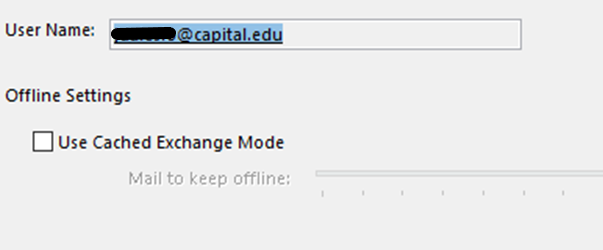 User Name: @capital.edu
Offline Settings
Use Cached Exchange Mode
Mail to keep offline: